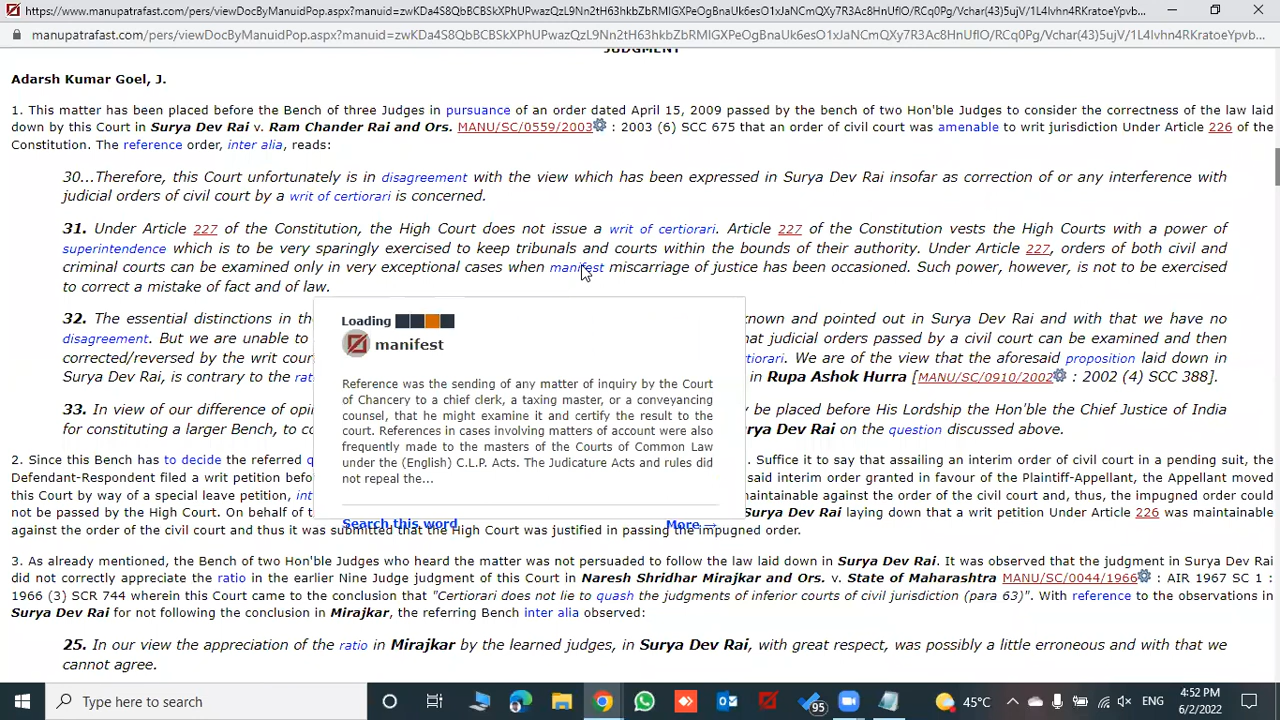 https://www.manupatrafast.com/pers/viewDocByManuidPop.aspx?manuid=zwKDa4S8QbBCBSkXPhUPwazQzL9Nn2tH63hkbZbRMIGXPeOgBnaUk6esO1xJaNCmQXy7R3Ac8HnUflO/RCq0Pg/Vchar(43)5ujV/1L4lvhn4FKratoeYpvb...
manupatrafast.com/pers/viewDocByManuidPop.aspx?manuid=zwKDa4S8QbBCBSkXPhUPwazQzL9Nn2tH63hkbZbRMIGXPeOgBnaUk6esO1xJaNCmQXy7R3Ac8HnUflO/RCq0Pg/Vchar(43)5ujV/1L4lvhn4KratoeYpvb...
JUDGMENT
Adarsh Kumar Goel, J.
1. This matter has been placed before the Bench of three Judges in pursuance of an order dated April 15, 2009 passed by the bench of two Hon'ble Judges to consider the correctness of the law laid
down by this Court in Surya Dev Rai v. Ram Chander Rai and Ors. MANU/SC/0559/2003 : 2003 (6) SCC 675 that an order of civil court was amenable to writ jurisdiction Under Article 226 of the
Constitution. The reference order, inter alia, reads:
30...Therefore, this Court unfortunately is in disagreement with the view which has been expressed in Surya Dev Rai insofar as correction of or any interference with
judicial orders of civil court by a writ of certiorari is concerned.
31. Under Article 227 of the Constitution, the High Court does not issue a writ of certiorari. Article 227 of the Constitution vests the High Courts with a power of
superintendence which is to be very sparingly exercised to keep tribunals and courts within the bounds of their authority. Under Article 227, orders of both civil and
criminal courts can be examined only in very exceptional cases when manifest miscarriage of justice has been occasioned. Such power, however, is not to be exercised
to correct a mistake of fact and of law.
32. The essential distinctions in th nown and pointed out in Surya Dev Rai and with that we have no
disagreement. But we are unable to hat judicial orders passed by a civil court can be examined and then
corrected/reversed by the writ court tiorari. We are of the view that the aforesaid proposition laid down in
Surya Dev Rai, is contrary to the rat in Rupa Ashok Hurra [MANU/SC/0910/2002 : 2002 (4) SCC 388].
33. In view of our difference of opi y be placed before His Lordship the Hon'ble the Chief Justice of India
for constituting a larger Bench, to co rya Dev Rai on the question discussed above.
Loading
manifest
Reference was the sending of any matter of inquiry by the Court
of Chancery to a chief clerk, a taxing master, or a conveyancing
counsel, that he might examine it and certify the result to the
court. References in cases involving matters of account were also
frequently made to the masters of the Courts of Common Law
under the (English) C.L.P. Acts. The Judicature Acts and rules did
not repeal the...
Search this word More →
2. Since this Bench has to decide the referred q . Suffice it to say that assailing an interim order of civil court in a pending suit, the
Defendant-Respondent filed a writ petition befo said interim order granted in favour of the Plaintiff-Appellant, the Appellant moved
this Court by way of a special leave petition, int maintainable against the order of the civil court and, thus, the impugned order could
not be passed by the High Court. On behalf of t Surya Dev Rai laying down that a writ petition Under Article 226 was maintainable
against the order of the civil court and thus it was submitted that the High Court was justified in passing the impugned order.
3. As already mentioned, the Bench of two Hon'ble Judges who heard the matter was not persuaded to follow the law laid down in Surya Dev Rai. It was observed that the judgment in Surya Dev Rai
did not correctly appreciate the ratio in the earlier Nine Judge judgment of this Court in Naresh Shridhar Mirajkar and Ors. v. State of Maharashtra MANU/SC/0044/1966 : AIR 1967 SC 1 :
1966 (3) SCR 744 wherein this Court came to the conclusion that "Certiorari does not lie to quash the judgments of inferior courts of civil jurisdiction (para 63)". With reference to the observations in
Surya Dev Rai for not following the conclusion in Mirajkar, the referring Bench inter alia observed:
25. In our view the appreciation of the ratio in Mirajkar by the learned judges, in Surya Dev Rai, with great respect, was possibly a little erroneous and with that we
cannot agree.
Type here to search
95
45°C
ENG
4:52 PM
6/2/2022